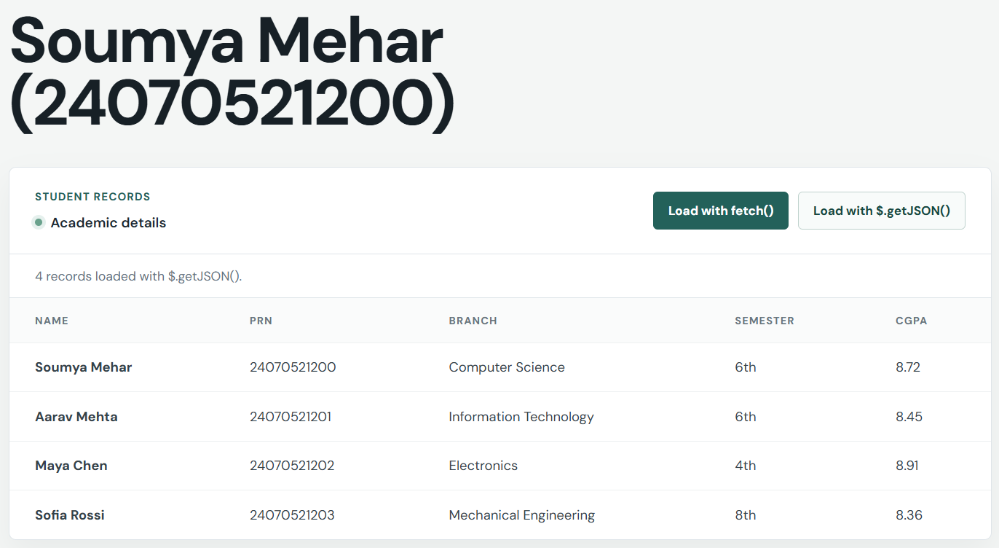 Soumya Mehar
(24070521200)
STUDENT RECORDS
Academic details
Load with fetch()
Load with $.getJSON()
4 records loaded with $.getJSON().
NAME PRN BRANCH SEMESTER CGPA
Soumya Mehar 24070521200 Computer Science 6th 8.72
Aarav Mehta 24070521201 Information Technology 6th 8.45
Maya Chen 24070521202 Electronics 4th 8.91
Sofia Rossi 24070521203 Mechanical Engineering 8th 8.36